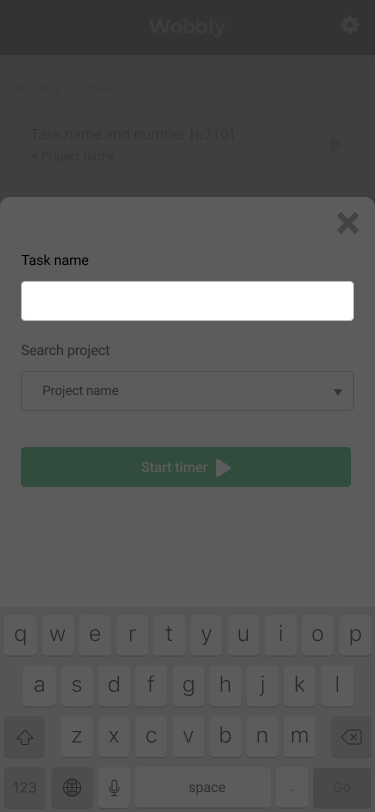 Wobbly
Working on these?
Task name and number №2101
• Project name
Task name
Search project
Project name
Start timer
q w e r t y u i o p
a s d f g h j k l
z x c v b n m
123 space . Go